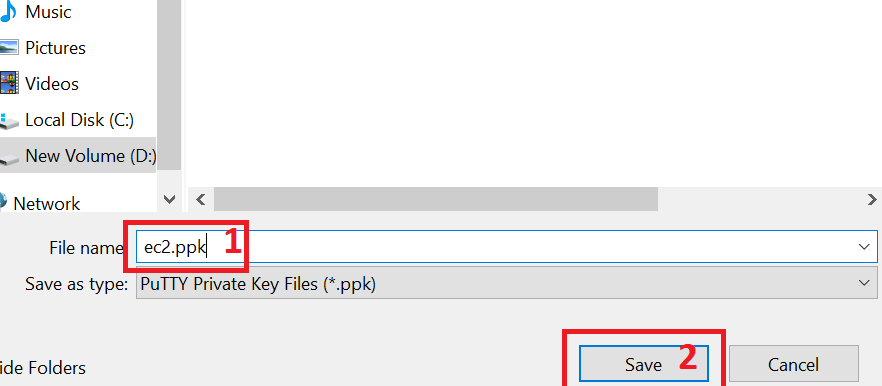 Music
Pictures
Videos
Local Disk (C:)
New Volume (D:)
Network
File name
ec2.ppk
1
Save as type:
PuTTY Private Key Files (*.ppk)
ide Folders
Save
2
Cancel